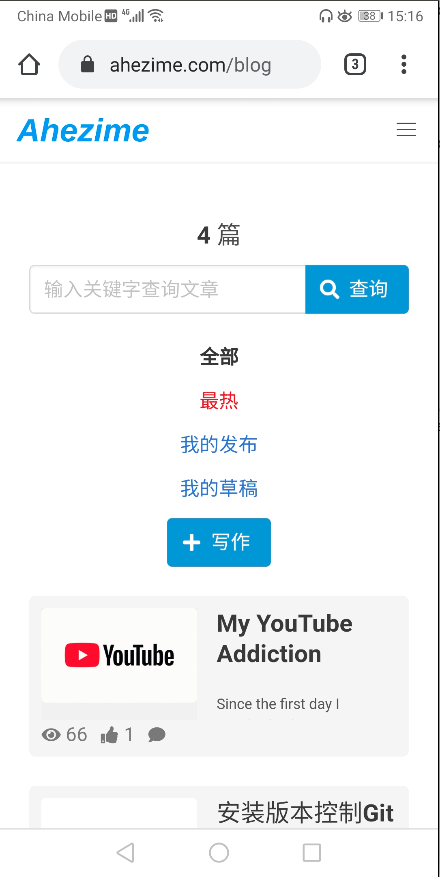 China Mobile HD 4G 38 15:16
ahezime.com/blog 3
Ahezime
4 篇
输入关键字查询文章 查询
全部
最热
我的发布
我的草稿
写作
YouTube
My YouTube
Addiction
Since the first day I
66 1
安装版本控制Git